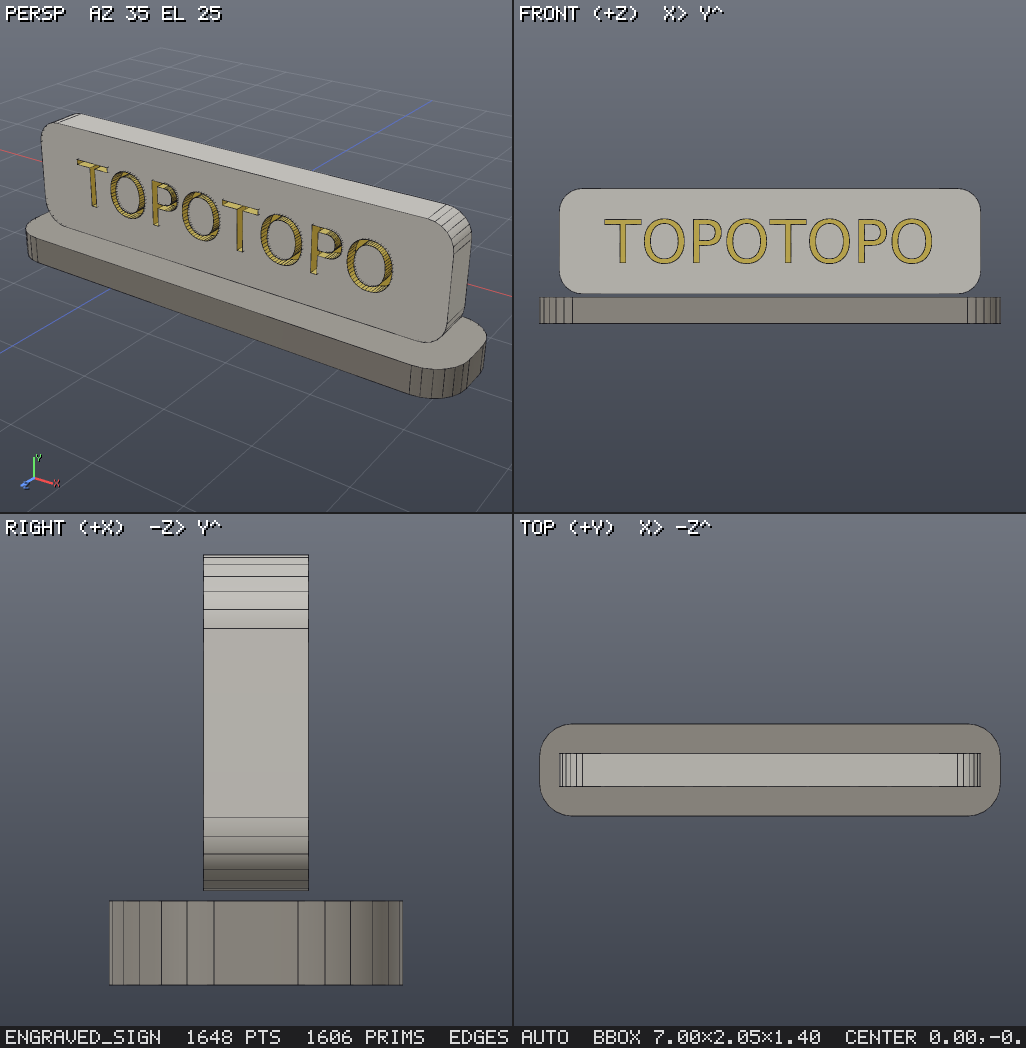 PERSP AZ 35 EL 25
FRONT (+Z) X> Y^
TOPOTOPO
TOPOTOPO
Y
X
Z
RIGHT (+X) -Z> Y^
TOP (+Y) X> -Z^
ENGRAVED_SIGN 1648 PTS 1606 PRIMS EDGES AUTO BBOX 7.00×2.05×1.40 CENTER 0.00,-0.